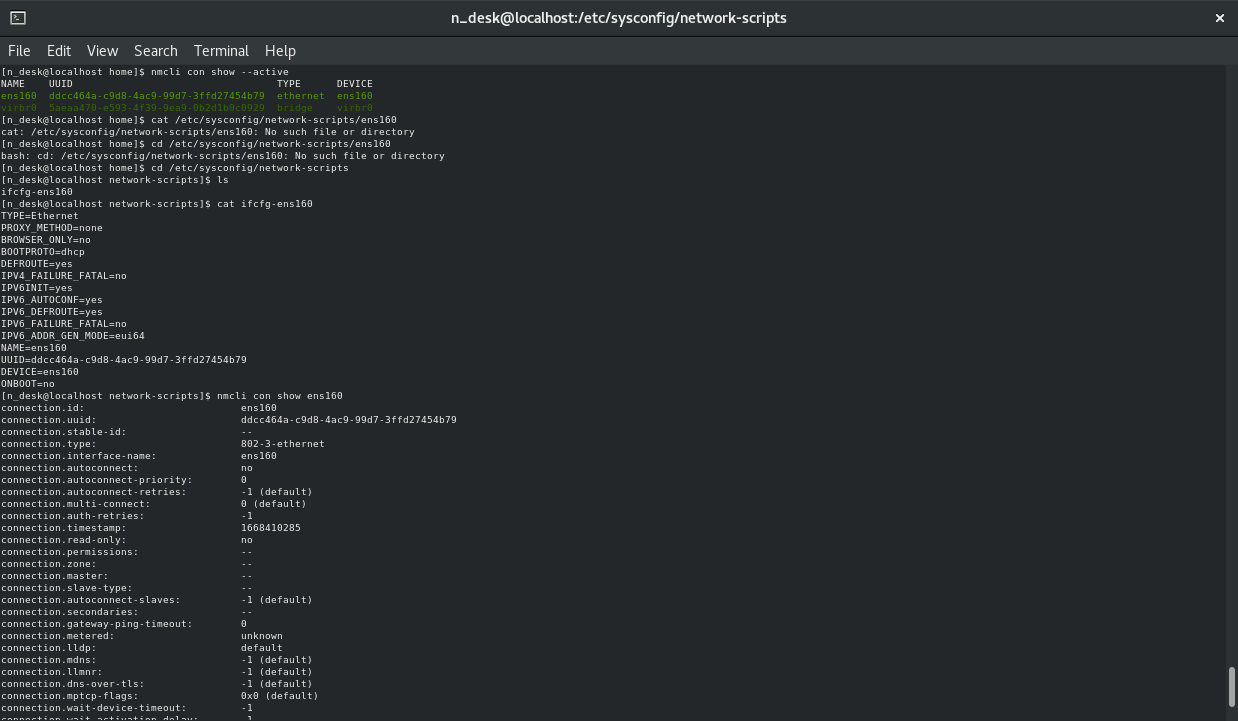 n_desk@localhost:/etc/sysconfig/network-scripts
File Edit View Search Terminal Help
[n_desk@localhost home]$ nmcli con show --active
NAME    UUID                                  TYPE      DEVICE
ens160  ddcc464a-c9d8-4ac9-99d7-3ffd27454b79  ethernet  ens160
virbr0  5aeaa470-e593-4f39-9ea9-0b2d1b0c0929  bridge    virbr0
[n_desk@localhost home]$ cat /etc/sysconfig/network-scripts/ens160
cat: /etc/sysconfig/network-scripts/ens160: No such file or directory
[n_desk@localhost home]$ cd /etc/sysconfig/network-scripts/ens160
bash: cd: /etc/sysconfig/network-scripts/ens160: No such file or directory
[n_desk@localhost home]$ cd /etc/sysconfig/network-scripts
[n_desk@localhost network-scripts]$ ls
ifcfg-ens160
[n_desk@localhost network-scripts]$ cat ifcfg-ens160
TYPE=Ethernet
PROXY_METHOD=none
BROWSER_ONLY=no
BOOTPROTO=dhcp
DEFROUTE=yes
IPV4_FAILURE_FATAL=no
IPV6INIT=yes
IPV6_AUTOCONF=yes
IPV6_DEFROUTE=yes
IPV6_FAILURE_FATAL=no
IPV6_ADDR_GEN_MODE=eui64
NAME=ens160
UUID=ddcc464a-c9d8-4ac9-99d7-3ffd27454b79
DEVICE=ens160
ONBOOT=no
[n_desk@localhost network-scripts]$ nmcli con show ens160
connection.id:                          ens160
connection.uuid:                        ddcc464a-c9d8-4ac9-99d7-3ffd27454b79
connection.stable-id:                   --
connection.type:                        802-3-ethernet
connection.interface-name:              ens160
connection.autoconnect:                 no
connection.autoconnect-priority:        0
connection.autoconnect-retries:         -1 (default)
connection.multi-connect:               0 (default)
connection.auth-retries:                -1
connection.timestamp:                   1668410285
connection.read-only:                   no
connection.permissions:                 --
connection.zone:                        --
connection.master:                      --
connection.slave-type:                  --
connection.autoconnect-slaves:          -1 (default)
connection.secondaries:                 --
connection.gateway-ping-timeout:        0
connection.metered:                     unknown
connection.lldp:                        default
connection.mdns:                        -1 (default)
connection.llmnr:                       -1 (default)
connection.dns-over-tls:                -1 (default)
connection.mptcp-flags:                 0x0 (default)
connection.wait-device-timeout:         -1
connection.wait-activation-delay:       -1